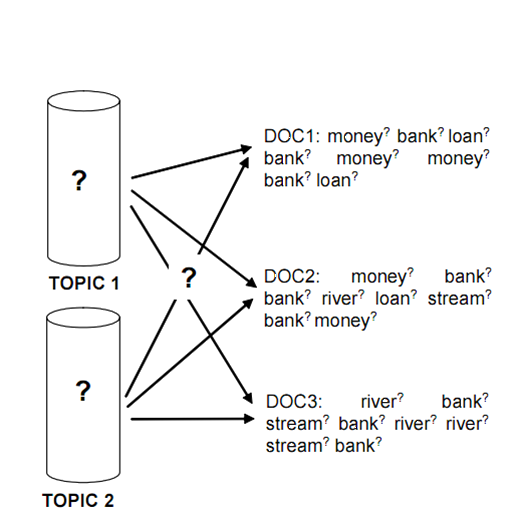 ?
TOPIC 1
?
TOPIC 2
?
DOC1: money? bank? loan?
bank? money? money?
bank? loan?
DOC2: money? bank?
bank? river? loan? stream?
bank? money?
DOC3: river? bank?
stream? bank? river? river?
stream? bank?